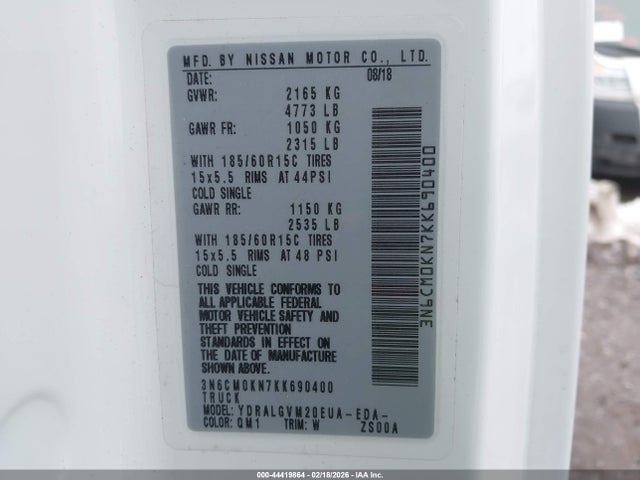 MFD. BY NISSAN MOTOR CO., LTD.
DATE: 08/18
GVWR: 2165 KG
4773 LB
GAWR FR: 1050 KG
2315 LB
WITH 185/60R15C TIRES
15x5.5 RIMS AT 44PSI
COLD SINGLE
GAWR RR: 1150 KG
2535 LB
WITH 185/60R15C TIRES
15x5.5 RIMS AT 48 PSI
COLD SINGLE
THIS VEHICLE CONFORMS TO
ALL APPLICABLE FEDERAL
MOTOR VEHICLE SAFETY AND
THEFT PREVENTION
STANDARDS IN EFFECT ON
THE DATE OF MANUFACTURE
SHOWN ABOVE.
3N6CM0KN7KK690400
TRUCK
MODEL: YDRALGVM20EUA-EDA-
COLOR: QM1 TRIM: W ZS00A
3N6CM0KN7KK690400
000-44419864 - 02/18/2026 - COPART.CA